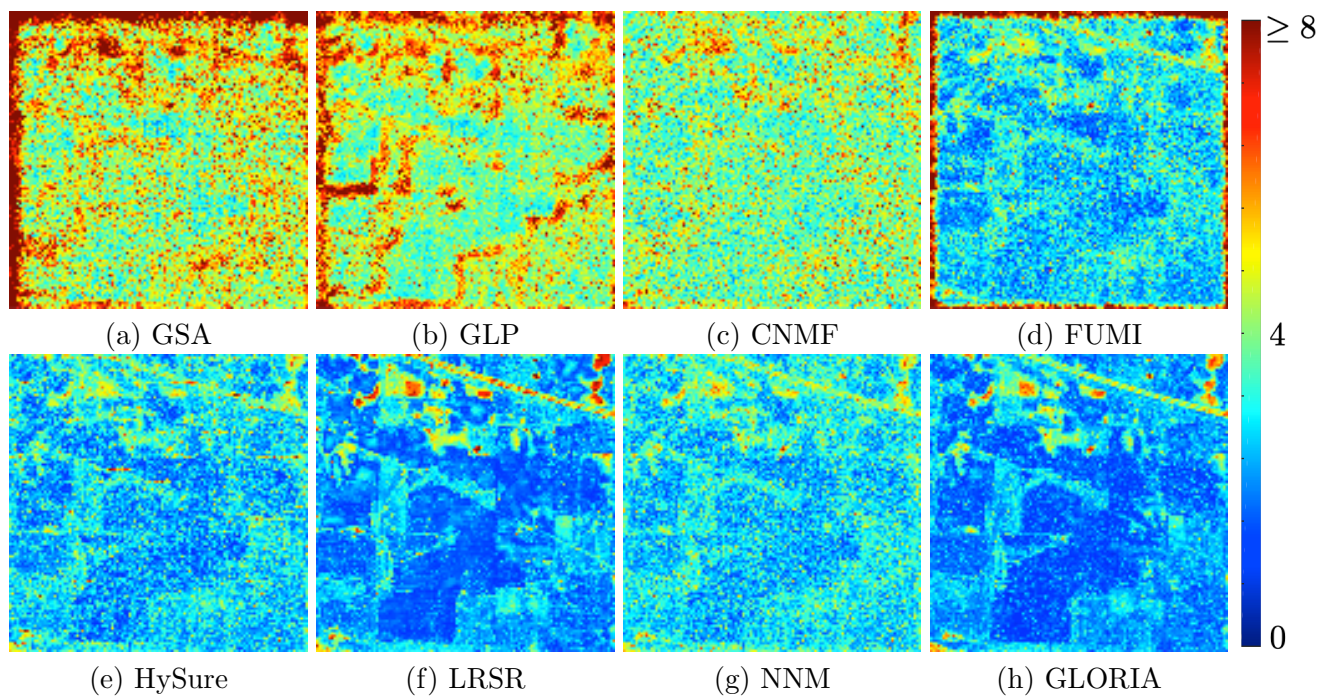 ≥ 8
(a) GSA
(b) GLP
(c) CNMF
(d) FUMI
4
(e) HySure
(f) LRSR
(g) NNM
(h) GLORIA
0